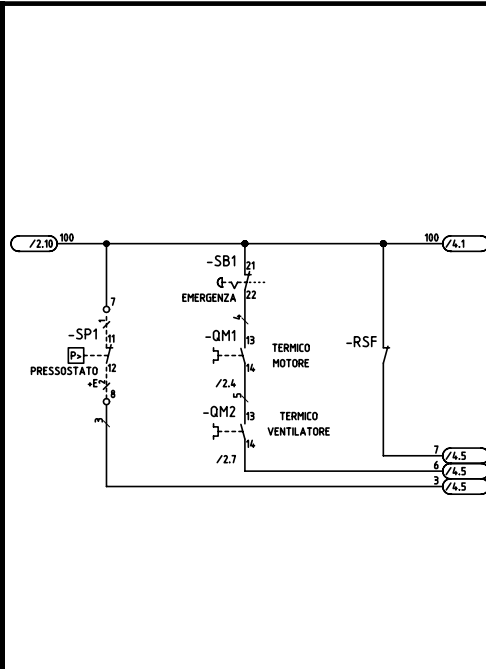 /2.10 100 100 /4.1
-SB1 21
22
EMERGENZA
7
1
4
-SP1 11
P>
12
PRESSOSTATO
+E 2
8
3
-QM1 13
TERMICO
MOTORE
14
/2.4
5
-QM2 13
TERMICO
VENTILATORE
14
/2.7
-RSF
7 /4.5
6 /4.5
3 /4.5